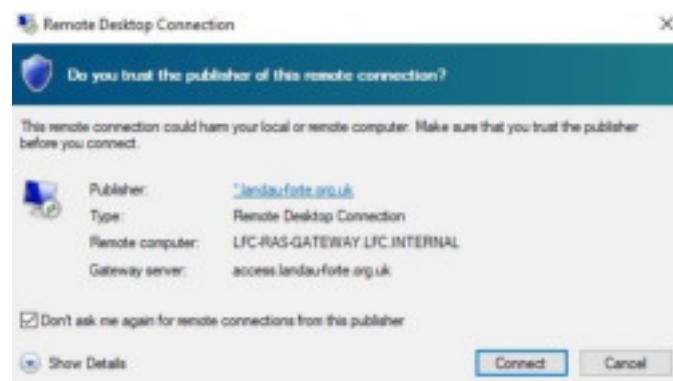 Remote Desktop Connection
Do you trust the publisher of this remote connection?
This remote connection could harm your local or remote computer. Make sure that you trust the publisher
before you connect.
Publisher: *.landau-forte.org.uk
Type: Remote Desktop Connection
Remote computer: LFC-RAS-GATEWAY.LFC.INTERNAL
Gateway server: access.landau-forte.org.uk
Don't ask me again for remote connections from this publisher
Show Details Connect Cancel